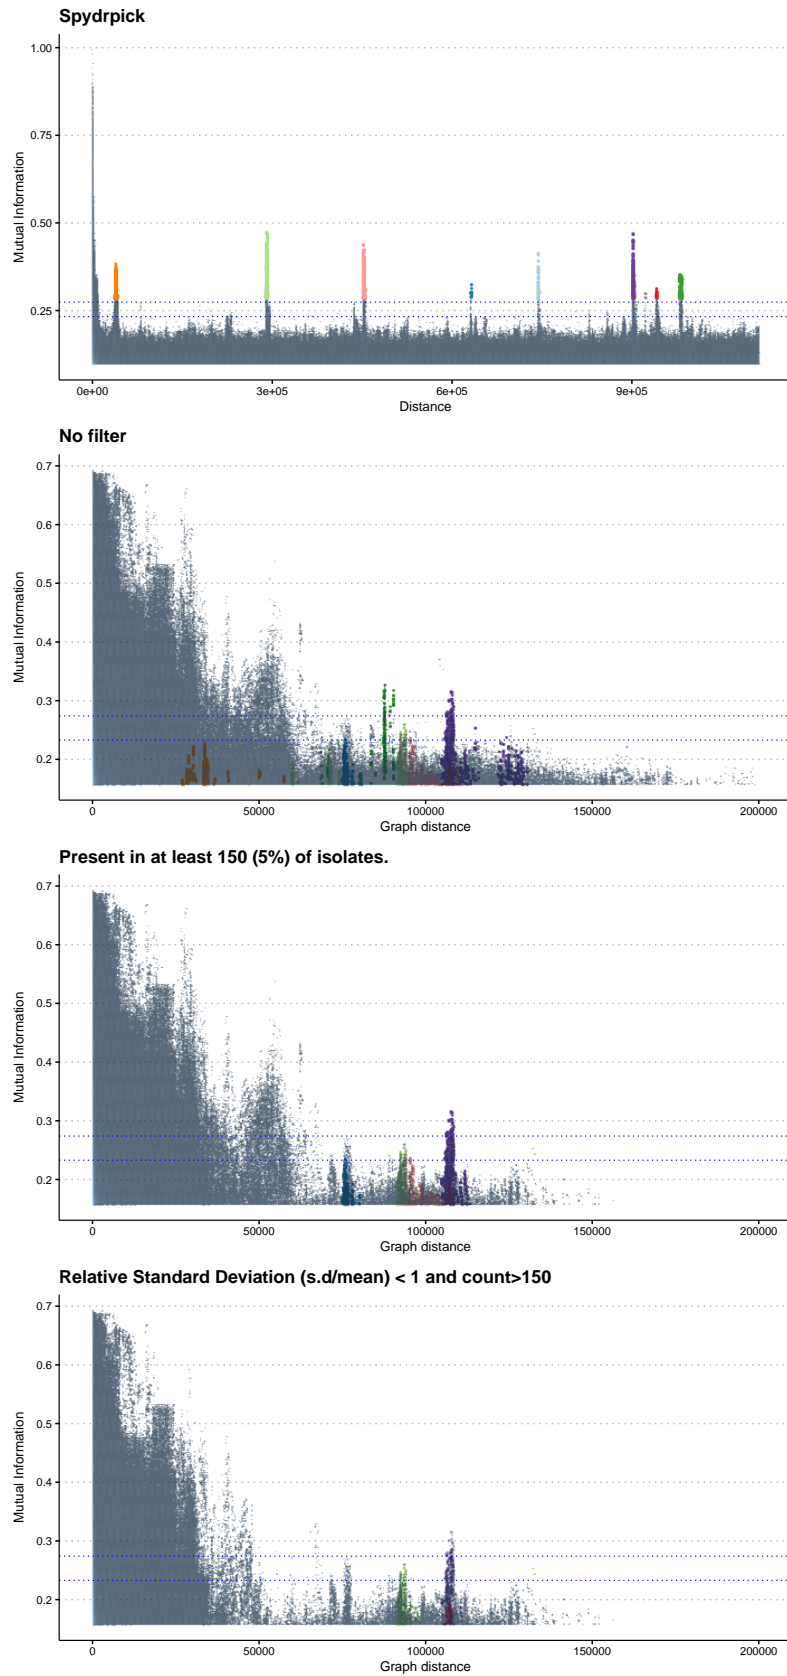 Spydrpick
1.00
0.75
0.50
0.25
Mutual Information
0e+00 3e+05 6e+05 9e+05
Distance
No filter
0.7
0.6
0.5
0.4
0.3
0.2
Mutual Information
0 50000 100000 150000 200000
Graph distance
Present in at least 150 (5%) of isolates.
0.7
0.6
0.5
0.4
0.3
0.2
Mutual Information
0 50000 100000 150000 200000
Graph distance
Relative Standard Deviation (s.d/mean) < 1 and count>150
0.7
0.6
0.5
0.4
0.3
0.2
Mutual Information
0 50000 100000 150000 200000
Graph distance